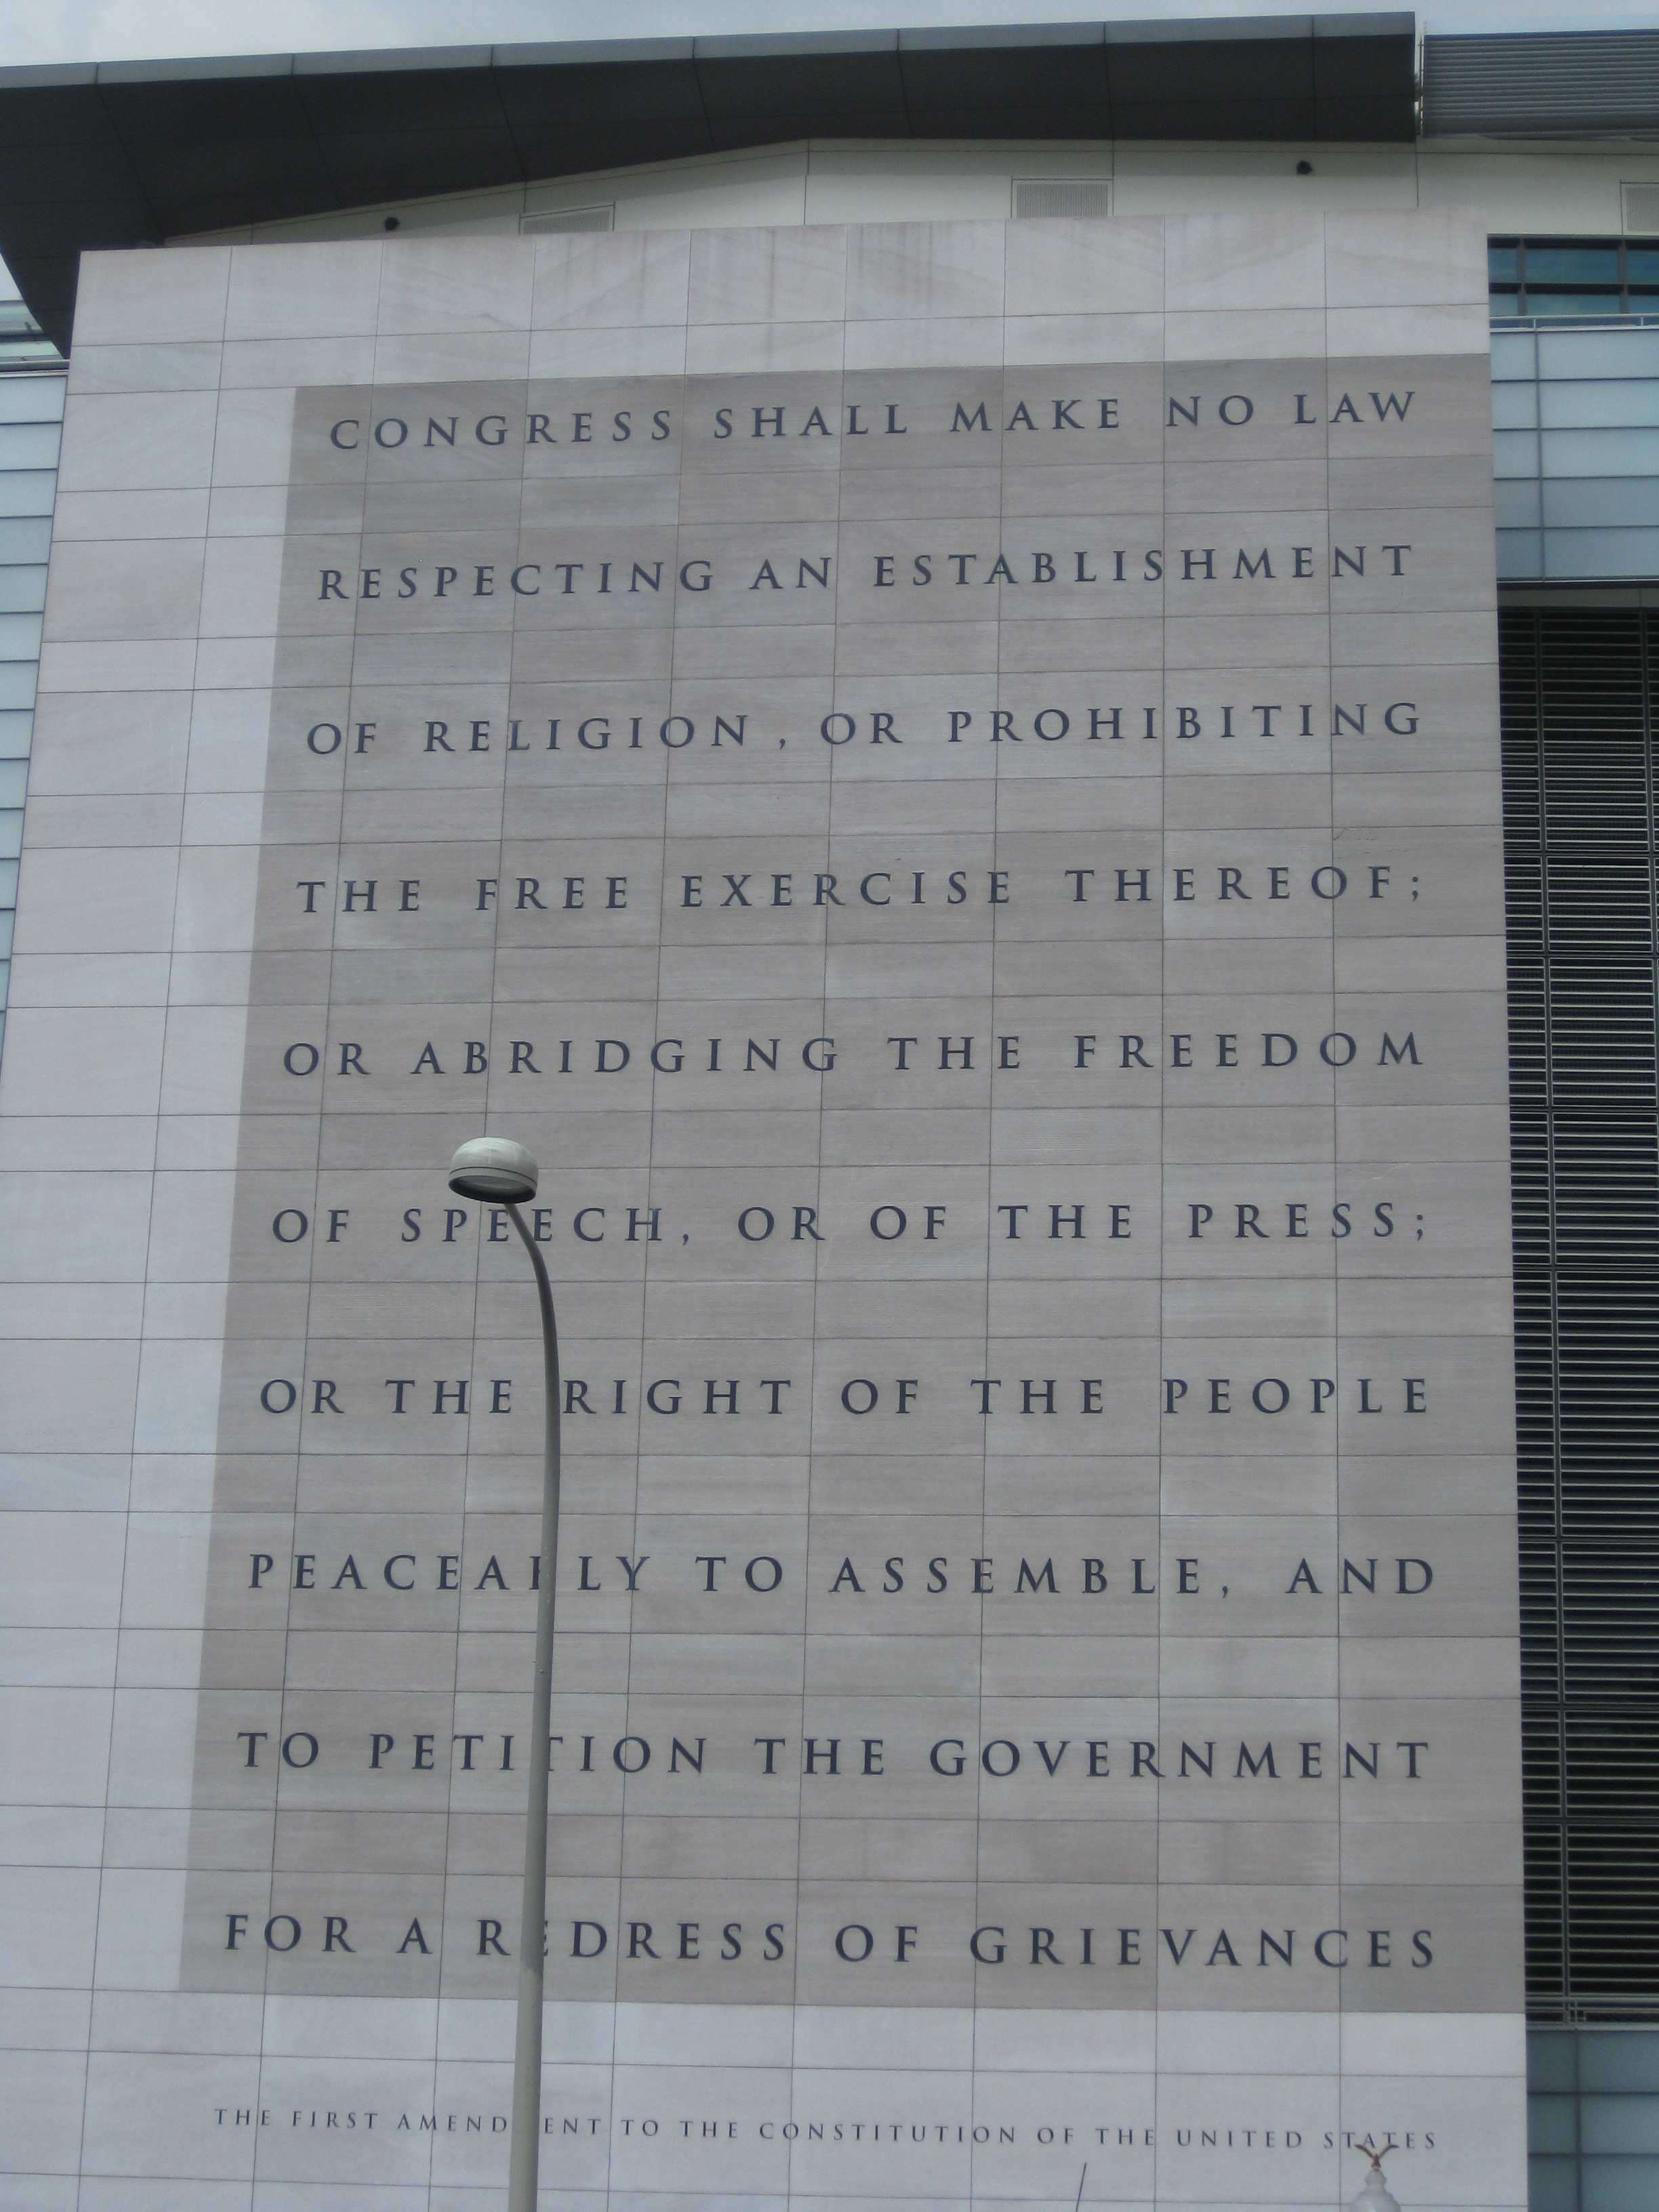 CONGRESS SHALL MAKE NO LAW
RESPECTING AN ESTABLISHMENT
OF RELIGION, OR PROHIBITING
THE FREE EXERCISE THEREOF;
OR ABRIDGING THE FREEDOM
OF SPEECH, OR OF THE PRESS;
OR THE RIGHT OF THE PEOPLE
PEACEABLY TO ASSEMBLE, AND
TO PETITION THE GOVERNMENT
FOR A REDRESS OF GRIEVANCES
THE FIRST AMENDMENT TO THE CONSTITUTION OF THE UNITED STATES